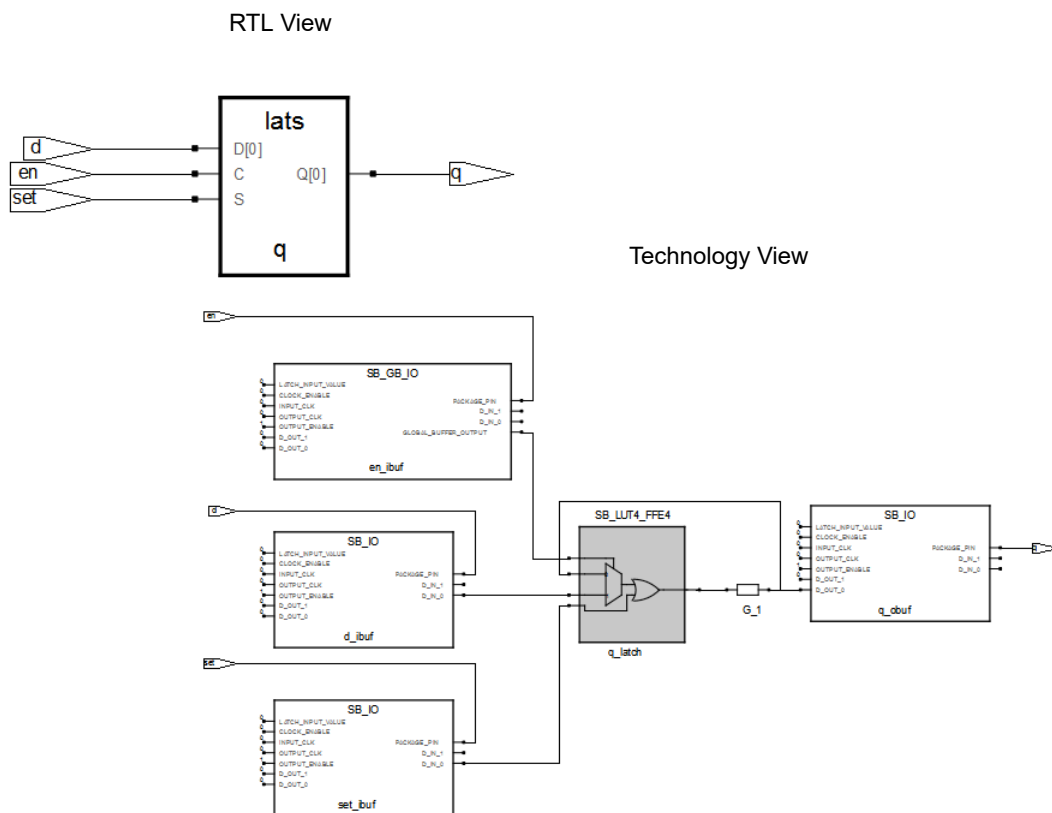 RTL View
lats
d
D[0]
en
C
Q[0]
q
set
S
q
Technology View
en
SB_GB_IO
LATCH_INPUT_VALUE
CLOCK_ENABLE
INPUT_CLK
OUTPUT_CLK
OUTPUT_ENABLE
D_OUT_1
D_OUT_0
PACKAGE_PIN
D_IN_1
D_IN_0
GLOBAL_BUFFER_OUTPUT
en_ibuf
d
SB_IO
LATCH_INPUT_VALUE
CLOCK_ENABLE
INPUT_CLK
OUTPUT_CLK
OUTPUT_ENABLE
D_OUT_1
D_OUT_0
PACKAGE_PIN
D_IN_1
D_IN_0
d_ibuf
SB_LUT4_FFE4
q_latch
G_1
SB_IO
LATCH_INPUT_VALUE
CLOCK_ENABLE
INPUT_CLK
OUTPUT_CLK
OUTPUT_ENABLE
D_OUT_1
D_OUT_0
PACKAGE_PIN
D_IN_1
D_IN_0
q_obuf
set
SB_IO
LATCH_INPUT_VALUE
CLOCK_ENABLE
INPUT_CLK
OUTPUT_CLK
OUTPUT_ENABLE
D_OUT_1
D_OUT_0
PACKAGE_PIN
D_IN_1
D_IN_0
set_ibuf